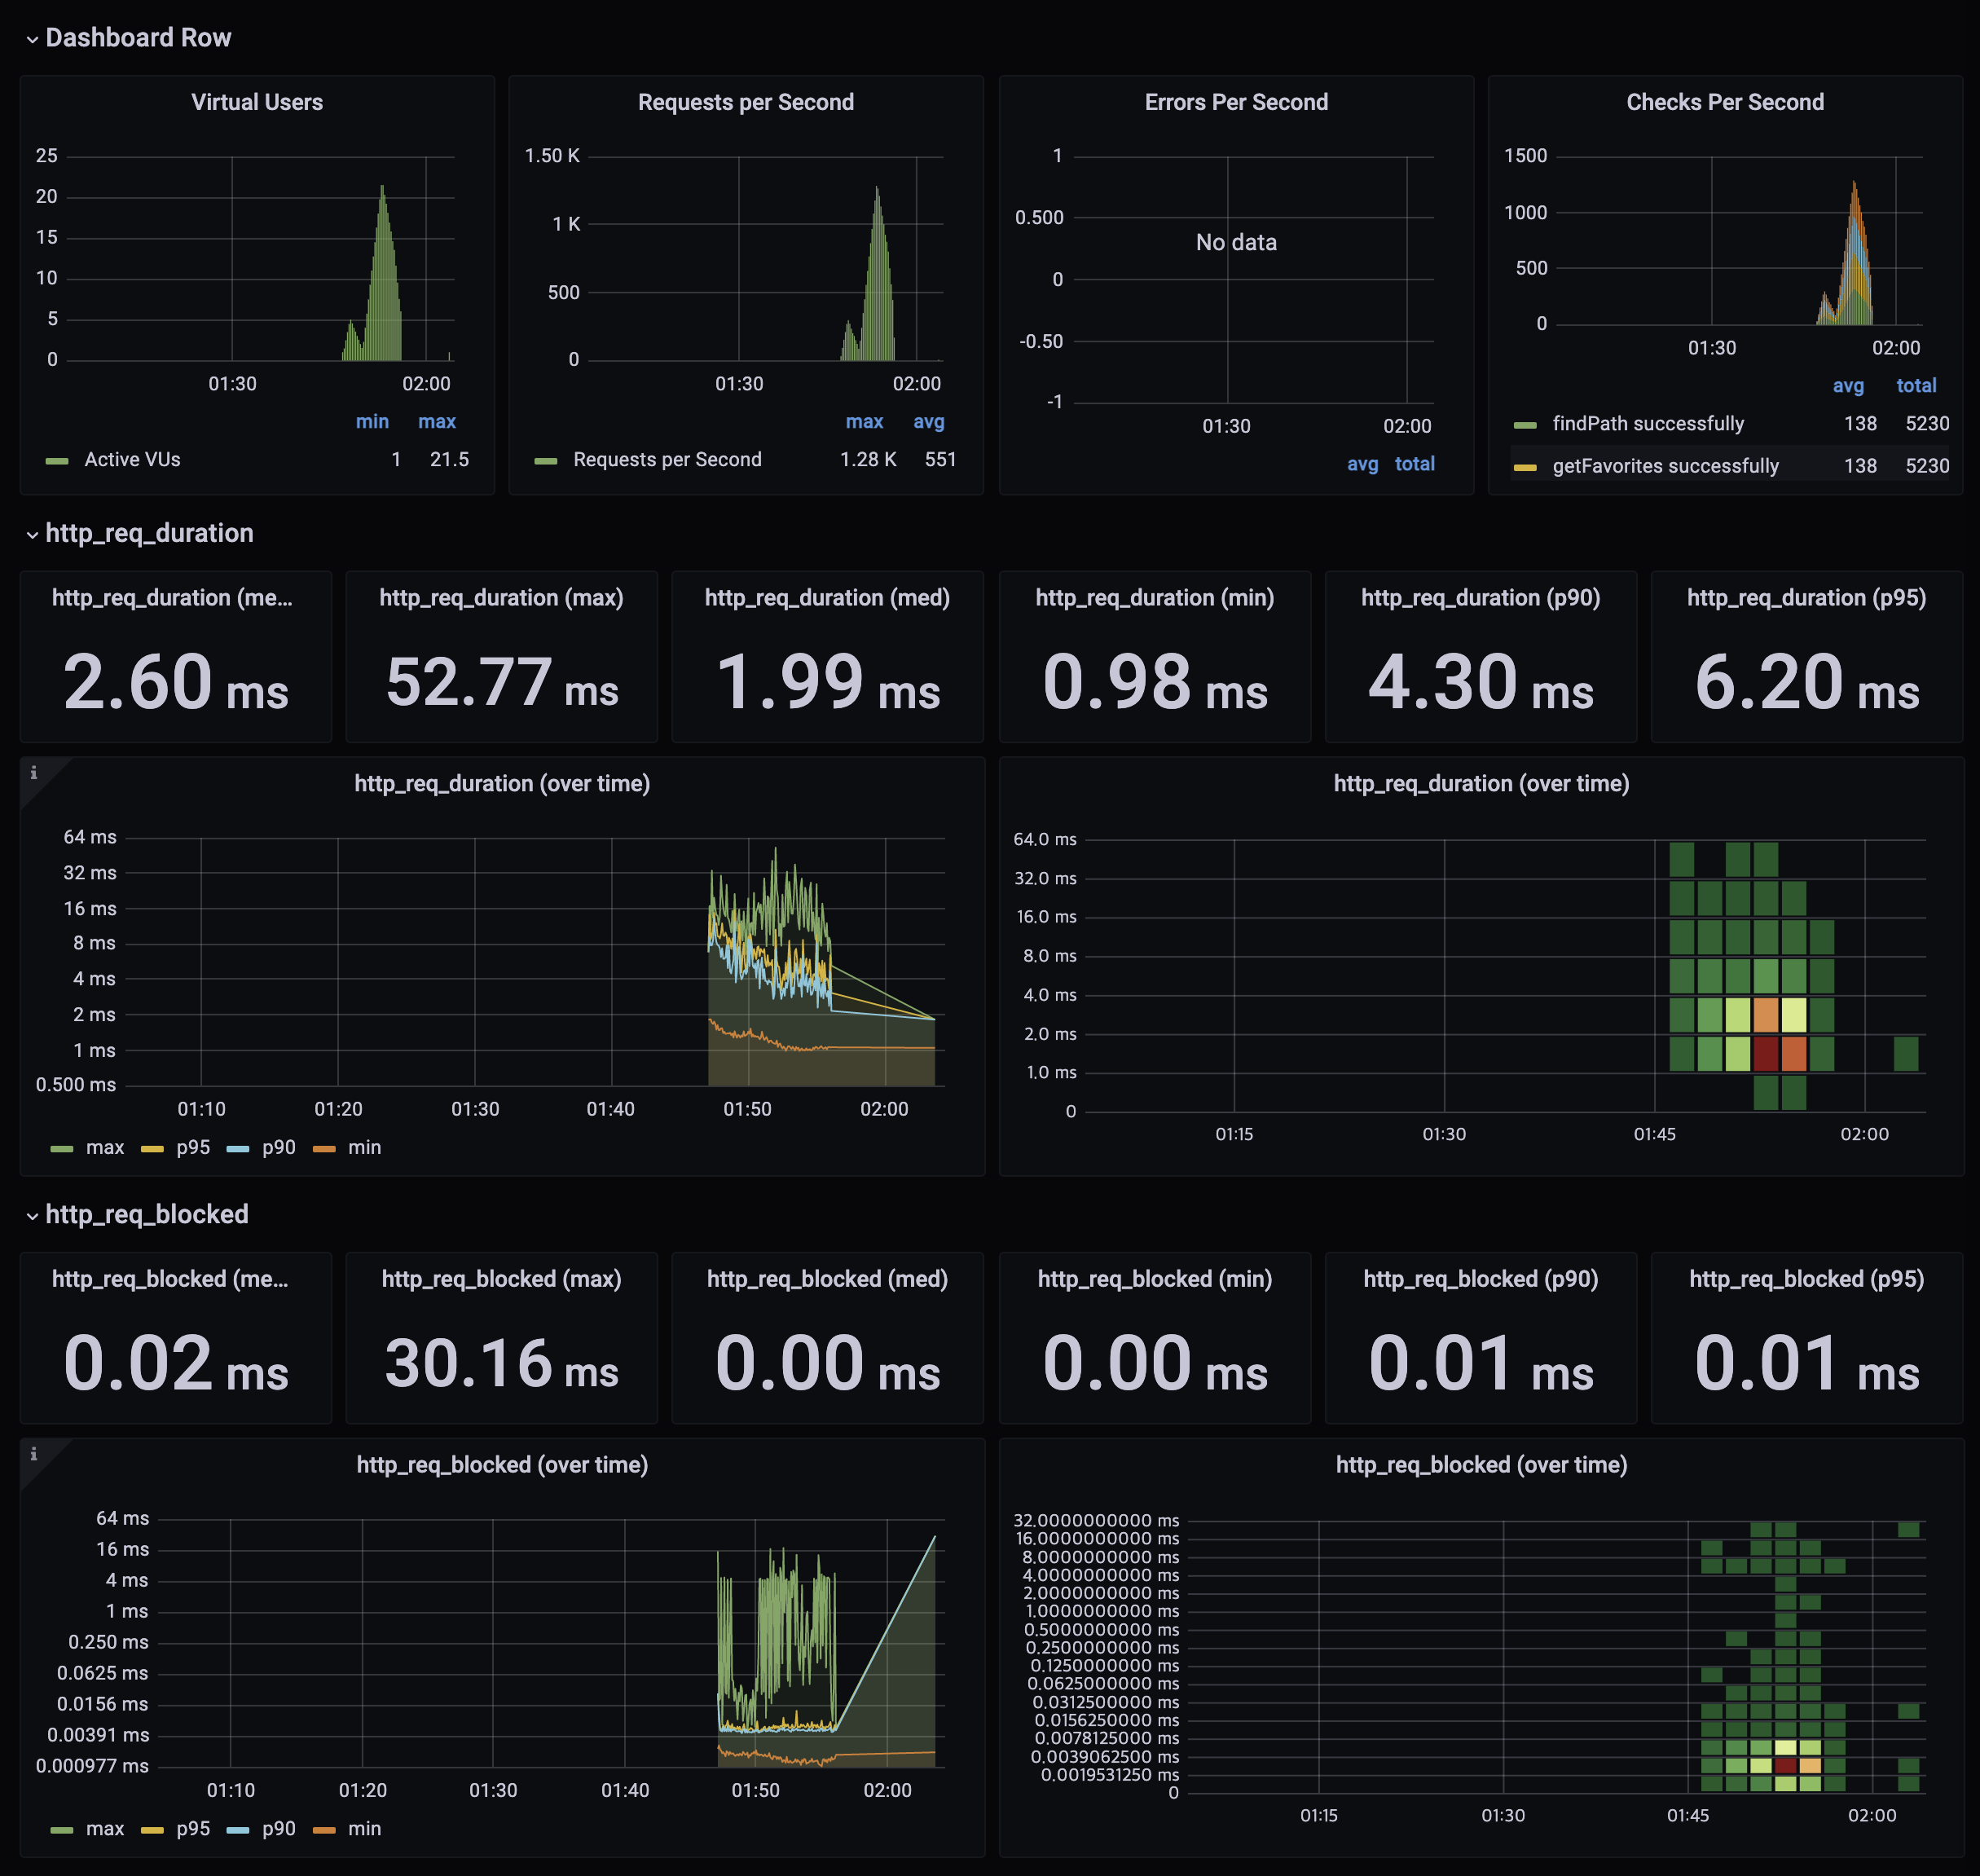 Dashboard Row
Virtual Users
25
20
15
10
5
0
01:30 02:00
min max
Active VUs 1 21.5
Requests per Second
1.50 K
1 K
500
0
01:30 02:00
max avg
Requests per Second 1.28 K 551
Errors Per Second
1
0.500
No data
0
-0.50
-1
01:30 02:00
avg total
Checks Per Second
1500
1000
500
0
01:30 02:00
avg total
findPath successfully 138 5230
getFavorites successfully 138 5230
http_req_duration
http_req_duration (me...
2.60 ms
http_req_duration (max)
52.77 ms
http_req_duration (med)
1.99 ms
http_req_duration (min)
0.98 ms
http_req_duration (p90)
4.30 ms
http_req_duration (p95)
6.20 ms
http_req_duration (over time)
64 ms
32 ms
16 ms
8 ms
4 ms
2 ms
1 ms
0.500 ms
01:10 01:20 01:30 01:40 01:50 02:00
max p95 p90 min
http_req_duration (over time)
64.0 ms
32.0 ms
16.0 ms
8.0 ms
4.0 ms
2.0 ms
1.0 ms
0
01:15 01:30 01:45 02:00
http_req_blocked
http_req_blocked (me...
0.02 ms
http_req_blocked (max)
30.16 ms
http_req_blocked (med)
0.00 ms
http_req_blocked (min)
0.00 ms
http_req_blocked (p90)
0.01 ms
http_req_blocked (p95)
0.01 ms
http_req_blocked (over time)
64 ms
16 ms
4 ms
1 ms
0.250 ms
0.0625 ms
0.0156 ms
0.00391 ms
0.000977 ms
01:10 01:20 01:30 01:40 01:50 02:00
max p95 p90 min
http_req_blocked (over time)
32.0000000000 ms
16.0000000000 ms
8.0000000000 ms
4.0000000000 ms
2.0000000000 ms
1.0000000000 ms
0.5000000000 ms
0.2500000000 ms
0.1250000000 ms
0.0625000000 ms
0.0312500000 ms
0.0156250000 ms
0.0078125000 ms
0.0039062500 ms
0.0019531250 ms
0
01:15 01:30 01:45 02:00